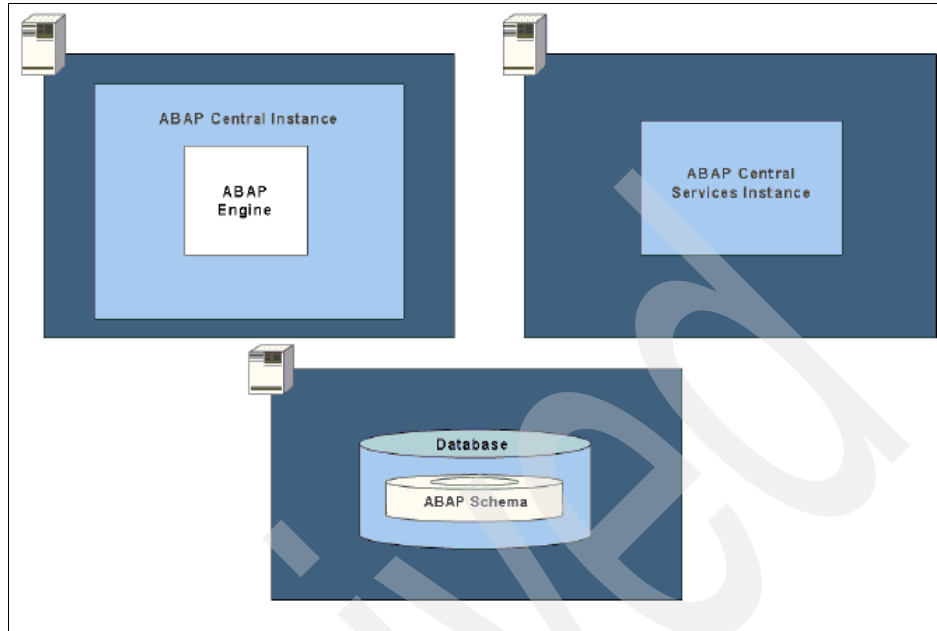 ABAP Central Instance
ABAP
Engine
ABAP Central
Services Instance
Database
ABAP Schema